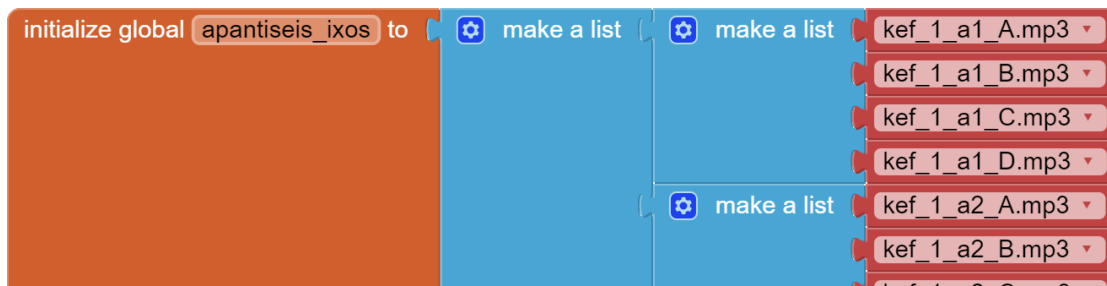 initialize global apantiseis_ixos to make a list make a list kef_1_a1_A.mp3
kef_1_a1_B.mp3
kef_1_a1_C.mp3
kef_1_a1_D.mp3
make a list kef_1_a2_A.mp3
kef_1_a2_B.mp3